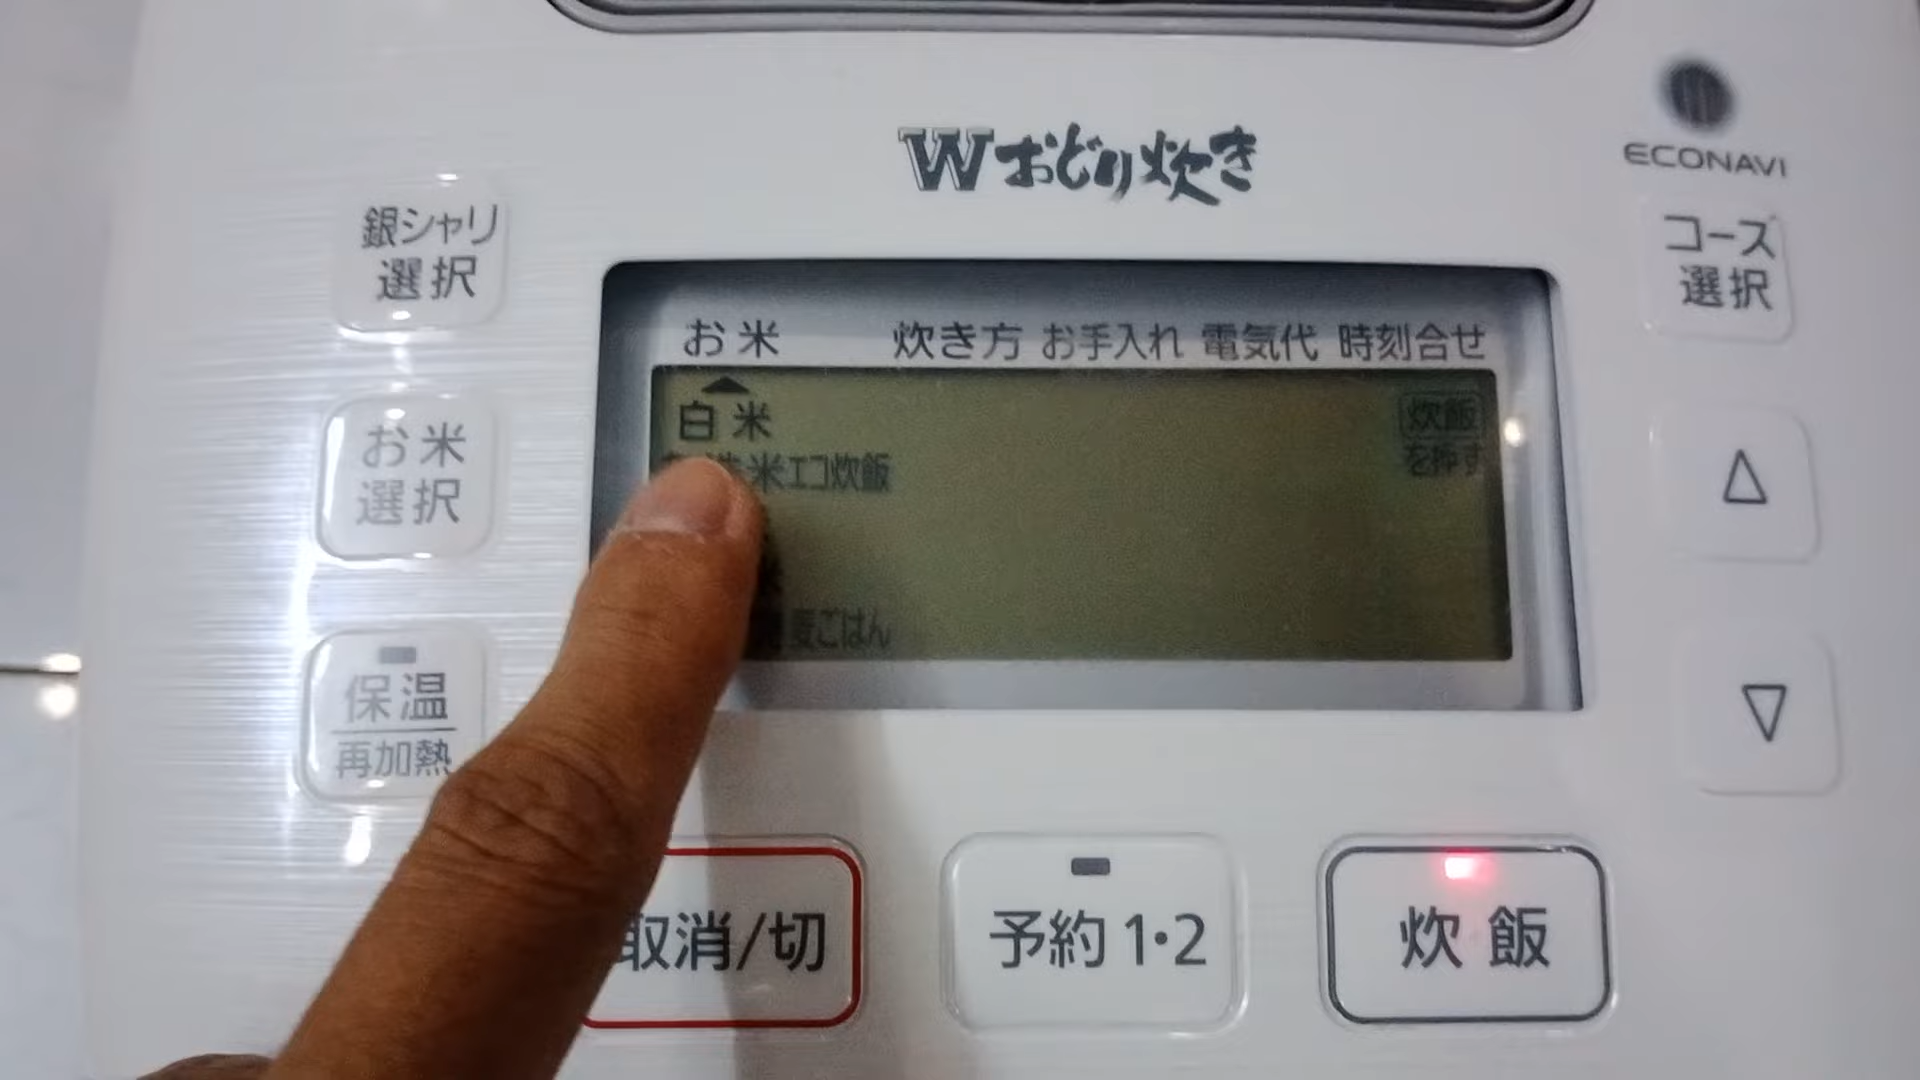 Wおどり炊き
ECONAVI
銀シャリ
選択
コース
選択
お米 炊き方 お手入れ 電気代 時刻合せ
白米
炊飯
を押す
米エコ炊飯
麦ごはん
お米
選択
△
▽
保温
再加熱
取消/切
予約1・2
炊飯